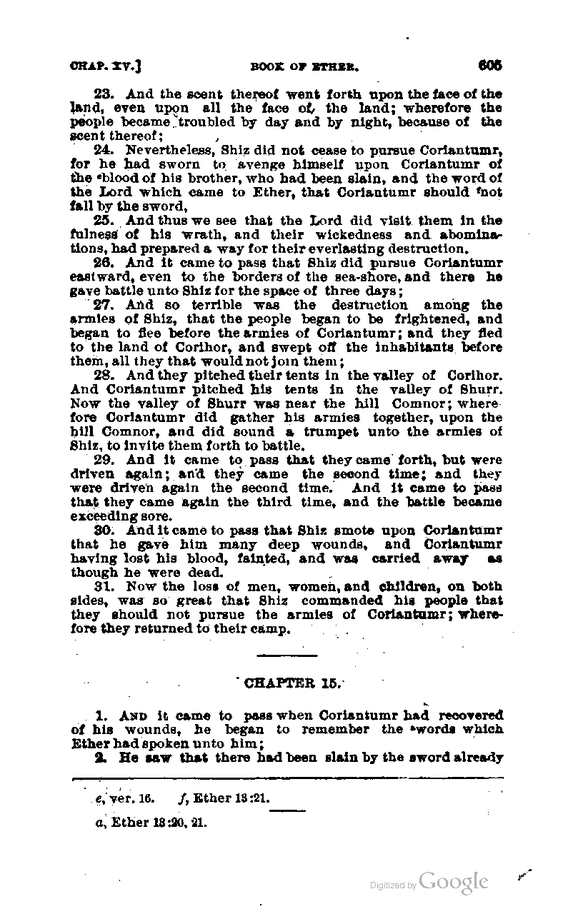 CHAP. XV.] BOOK OF ETHER. 605
23. And the scent thereof went forth upon the face of the
land, even upon all the face of the land; wherefore the
people became troubled by day and by night, because of the
scent thereof;
24. Nevertheless, Shiz did not cease to pursue Coriantumr,
for he had sworn to avenge himself upon Coriantumr of
the ᵉblood of his brother, who had been slain, and the word of
the Lord which came to Ether, that Coriantumr should ᶠnot
fall by the sword,
25. And thus we see that the Lord did visit them in the
fulness of his wrath, and their wickedness and abomina-
tions, had prepared a way for their everlasting destruction.
26. And it came to pass that Shiz did pursue Coriantumr
eastward, even to the borders of the sea-shore, and there he
gave battle unto Shiz for the space of three days;
27. And so terrible was the destruction among the
armies of Shiz, that the people began to be frightened, and
began to flee before the armies of Coriantumr; and they fled
to the land of Corihor, and swept off the inhabitants before
them, all they that would not join them;
28. And they pitched their tents in the valley of Corihor.
And Coriantumr pitched his tents in the valley of Shurr.
Now the valley of Shurr was near the hill Comnor; where-
fore Coriantumr did gather his armies together, upon the
hill Comnor, and did sound a trumpet unto the armies of
Shiz, to invite them forth to battle.
29. And it came to pass that they came forth, but were
driven again; and they came the second time; and they
were driven again the second time. And it came to pass
that they came again the third time, and the battle became
exceeding sore.
30. And it came to pass that Shiz smote upon Coriantumr
that he gave him many deep wounds, and Coriantumr
having lost his blood, fainted, and was carried away as
though he were dead.
31. Now the loss of men, women, and children, on both
sides, was so great that Shiz commanded his people that
they should not pursue the armies of Coriantumr; where-
fore they returned to their camp.
CHAPTER 15.
1. AND it came to pass when Coriantumr had recovered
of his wounds, he began to remember the ᵃwords which
Ether had spoken unto him;
2. He saw that there had been slain by the sword already
e, ver. 16. f, Ether 13:21.
a, Ether 13:20, 21.
Digitized by Google